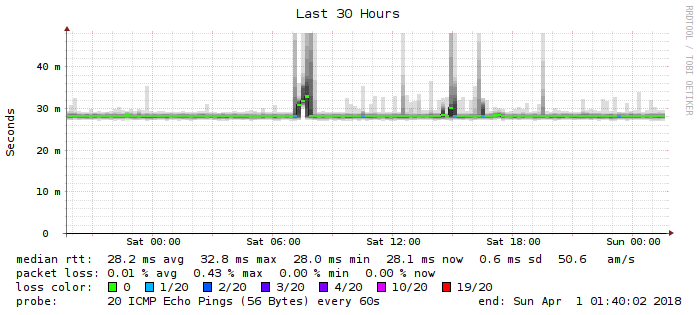 Last 30 Hours
RRDTOOL / TOBI OETIKER
Seconds
40 m
30 m
20 m
10 m
0
Sat 00:00 Sat 06:00 Sat 12:00 Sat 18:00 Sun 00:00
median rtt: 28.2 ms avg 32.8 ms max 28.0 ms min 28.1 ms now 0.6 ms sd 50.6 am/s
packet loss: 0.01 % avg 0.43 % max 0.00 % min 0.00 % now
loss color: 0 1/20 2/20 3/20 4/20 10/20 19/20
probe: 20 ICMP Echo Pings (56 Bytes) every 60s end: Sun Apr 1 01:40:02 2018